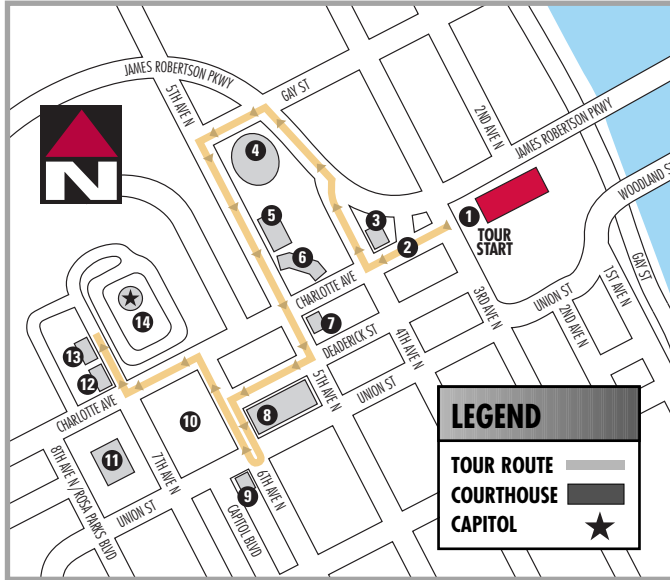 JAMES ROBERTSON PKWY
5TH AVE N
GAY ST
2ND AVE N
JAMES ROBERTSON PKWY
WOODLAND ST
N
4
3
1
TOUR
START
2
5
6
CHARLOTTE AVE
3RD AVE N
UNION ST
2ND AVE N
1ST AVE N
GAY ST
7
DEADERICK ST
4TH AVE N
14
13
12
CHARLOTTE AVE
5TH AVE N
UNION ST
8
10
11
8TH AVE N/ROSA PARKS BLVD
7TH AVE N
UNION ST
9
6TH AVE N
CAPITOL BLVD
LEGEND
TOUR ROUTE
COURTHOUSE
CAPITOL